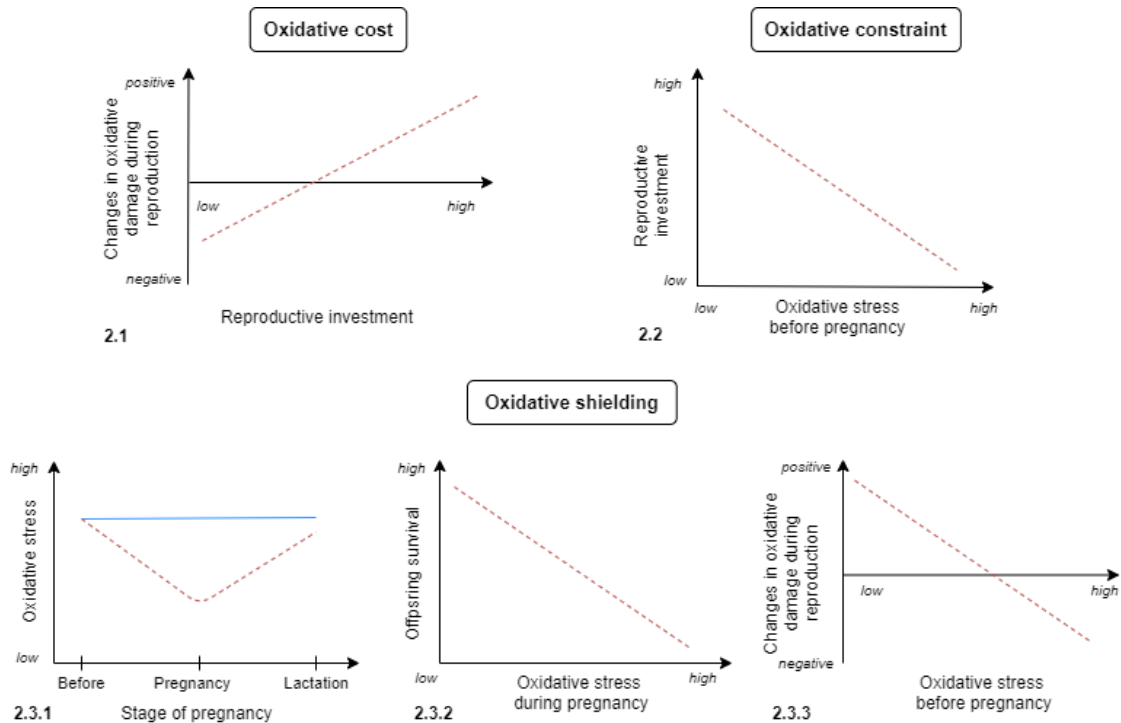 Oxidative cost
positive
Changes in oxidative
damage during
reproduction
low
high
negative
Reproductive investment
2.1
Oxidative constraint
high
Reproductive
investment
low
low
Oxidative stress
before pregnancy
high
2.2
Oxidative shielding
high
Oxidative stress
low
Before
Pregnancy
Lactation
2.3.1
Stage of pregnancy
high
Offpsring survival
low
low
Oxidative stress
during pregnancy
high
2.3.2
positive
Changes in oxidative
damage during
reproduction
low
high
negative
Oxidative stress
before pregnancy
2.3.3